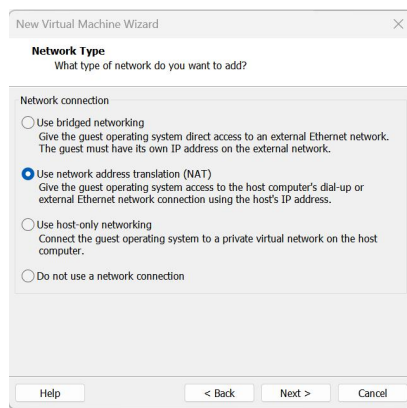 New Virtual Machine Wizard
Network Type
What type of network do you want to add?
Network connection
Use bridged networking
Give the guest operating system direct access to an external Ethernet network.
The guest must have its own IP address on the external network.
Use network address translation (NAT)
Give the guest operating system access to the host computer's dial-up or
external Ethernet network connection using the host's IP address.
Use host-only networking
Connect the guest operating system to a private virtual network on the host
computer.
Do not use a network connection
Help
< Back
Next >
Cancel